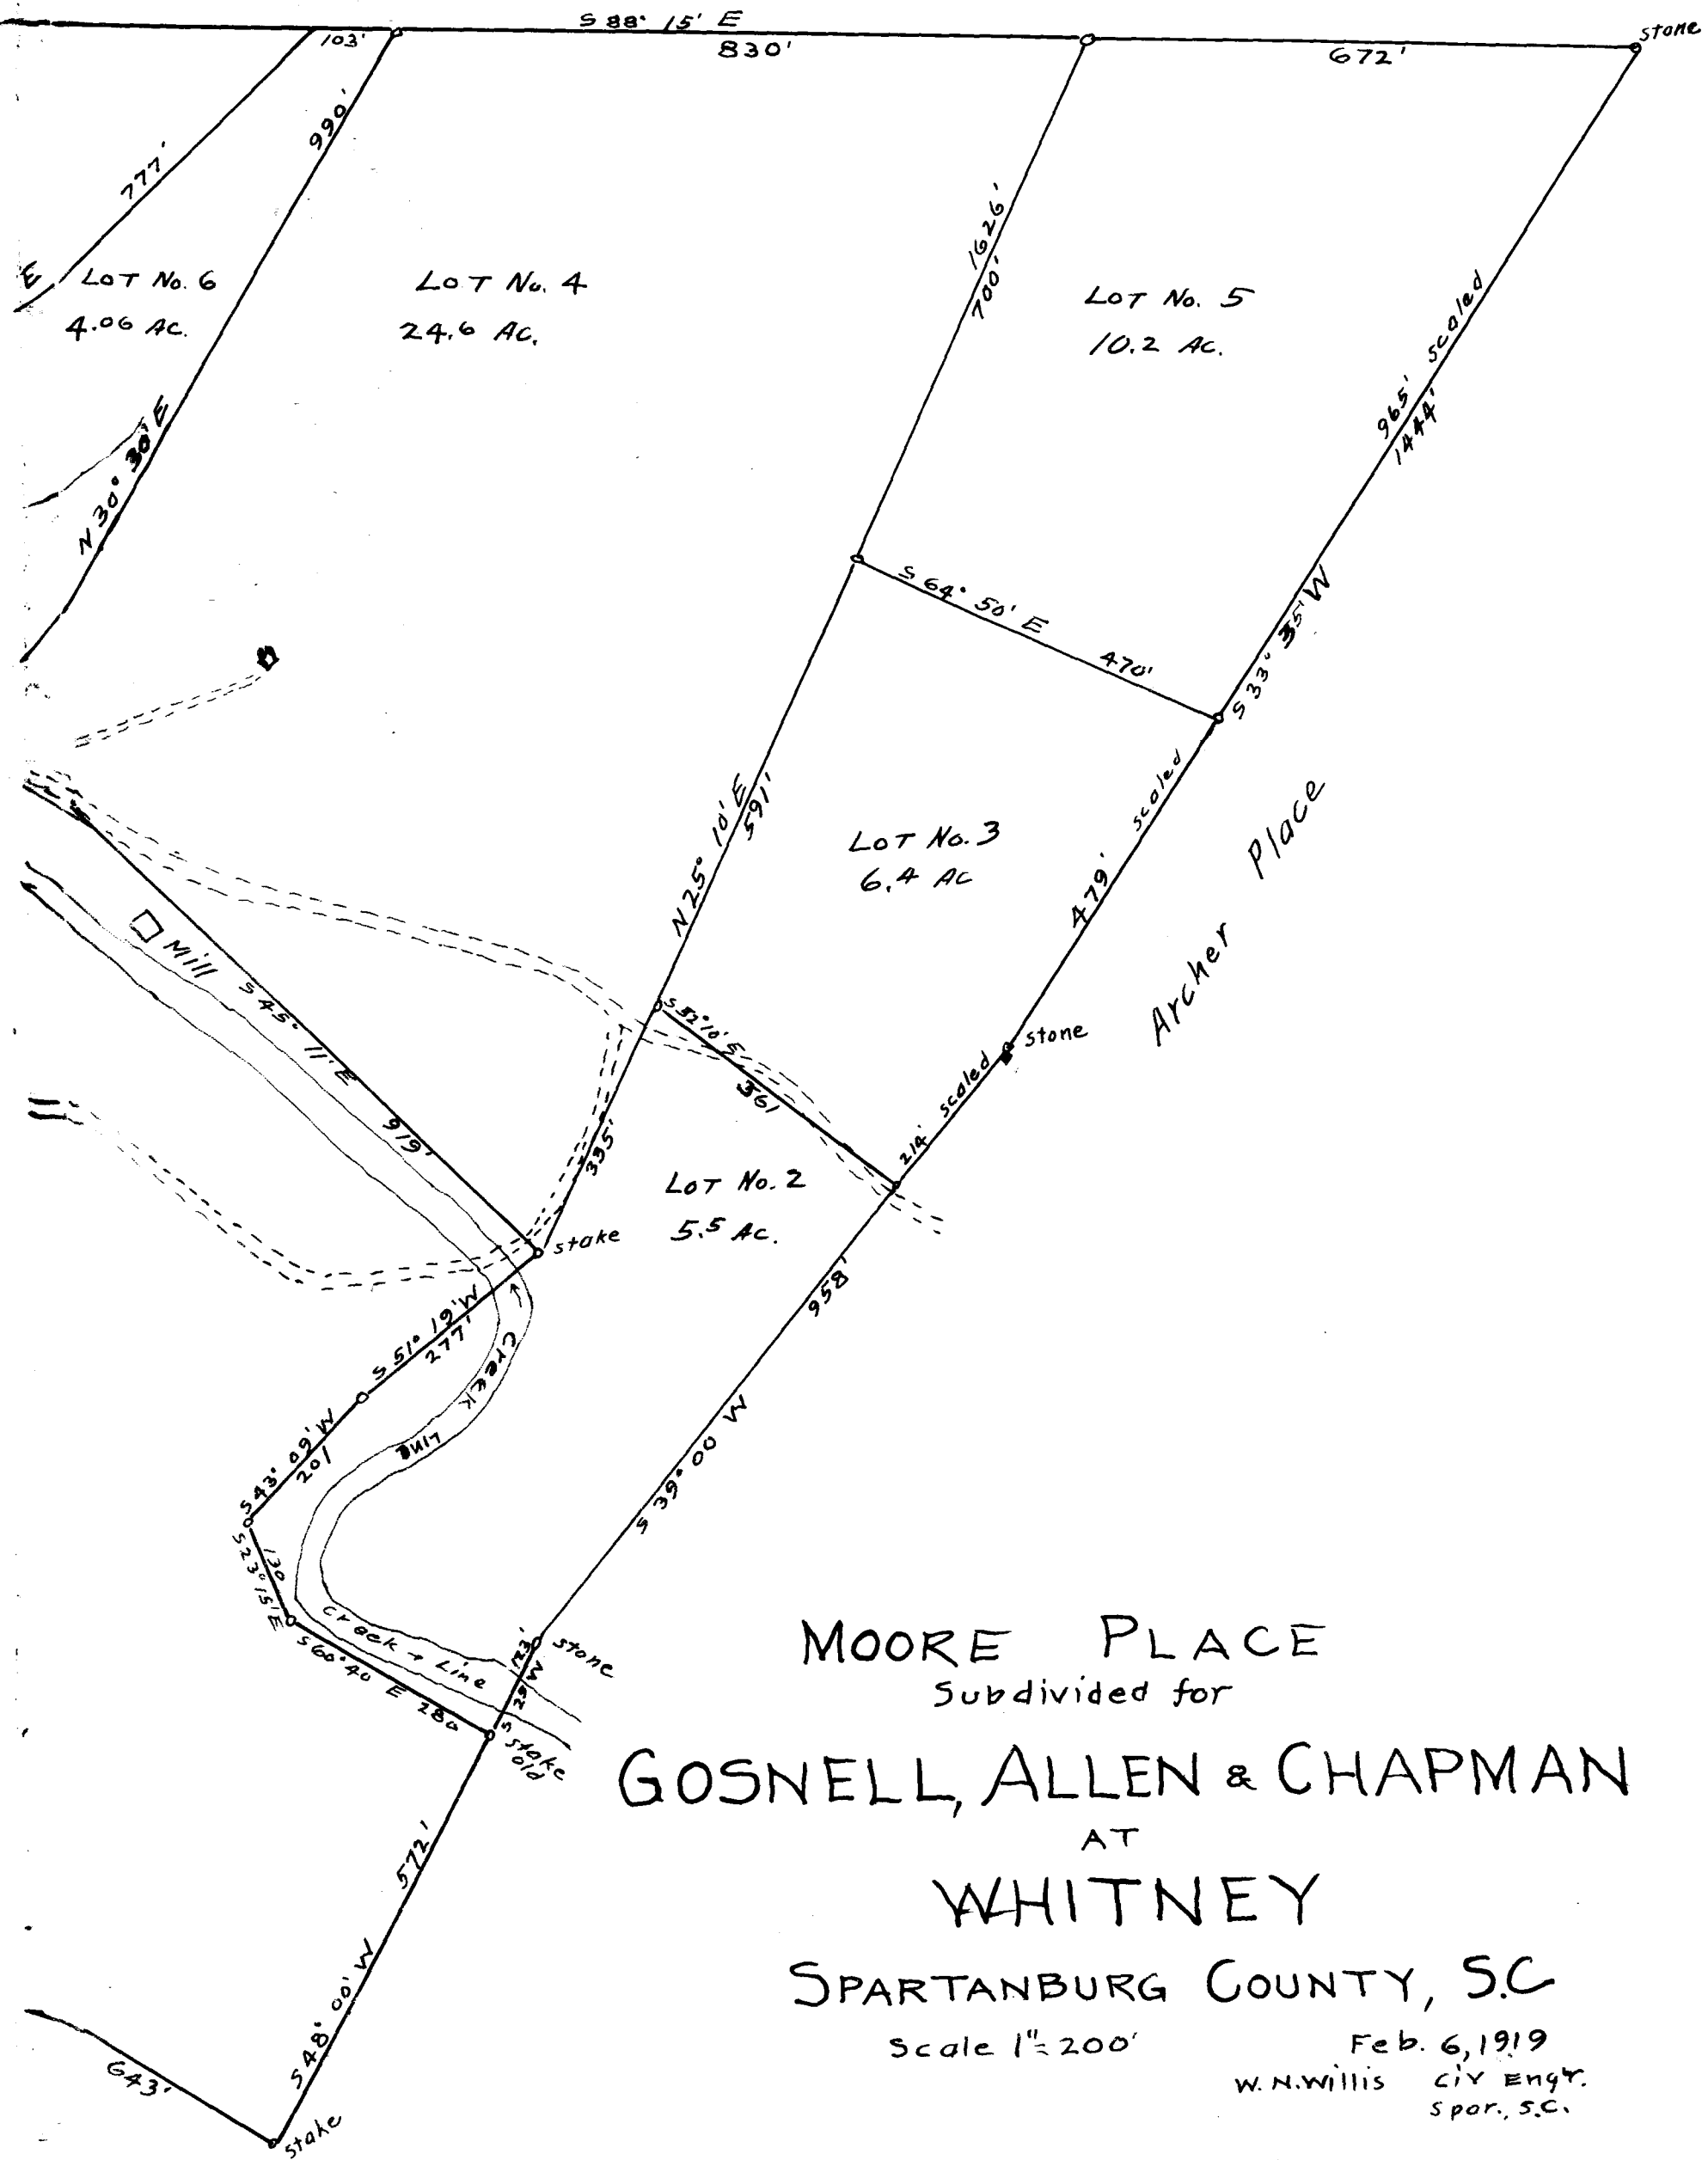 S 88° 15' E
103'
830'
672'
stone
777'
990'
E
LOT No. 6
4.06 AC.
LOT No. 4
24.6 AC.
1626'
700'
LOT No. 5
10.2 AC.
965' scaled
1444'
N 30° 30' E
S 64° 50' E
470'
S 33° 35' W
N 25° 10' E
591'
LOT No. 3
6.4 AC
479' scaled
Archer Place
Mill
S 45° 11' E
919'
S 52° 10' E
361
stone
214' scaled
335'
LOT No. 2
5.5 AC.
stake
S 51° 19' W
277'
Creek Line
958'
S 39° 00 W
S 43° 09' W
201
130
S 23° 15' E
Creek → Line
S 60° 40 E 280
stone
123'
S 29 W
stake
old
572'
S 48° 00' W
643'
stake
MOORE PLACE
Subdivided for
GOSNELL, ALLEN & CHAPMAN
AT
WHITNEY
SPARTANBURG COUNTY, S.C
Scale 1" = 200'
Feb. 6, 1919
W. N. Willis Civ Engr.
Spar., S.C.